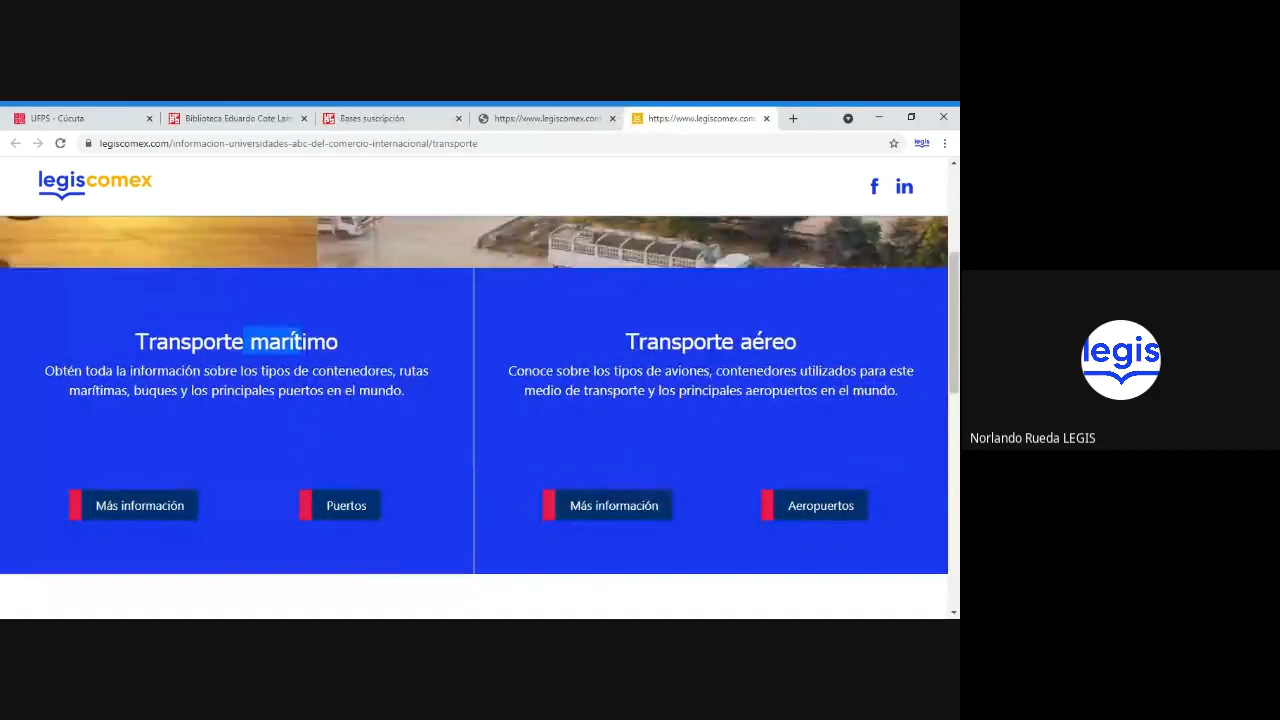 UFPS - Cúcuta
Biblioteca Eduardo Cote Lam
Bases suscripción
https://www.legiscomex.com
https://www.legiscomex.com
legiscomex.com/informacion-universidades-abc-del-comercio-internacional/transporte
legis
legiscomex
f in
Transporte marítimo
Obtén toda la información sobre los tipos de contenedores, rutas
marítimas, buques y los principales puertos en el mundo.
Más información
Puertos
Transporte aéreo
Conoce sobre los tipos de aviones, contenedores utilizados para este
medio de transporte y los principales aeropuertos en el mundo.
Más información
Aeropuertos
legis
Norlando Rueda LEGIS